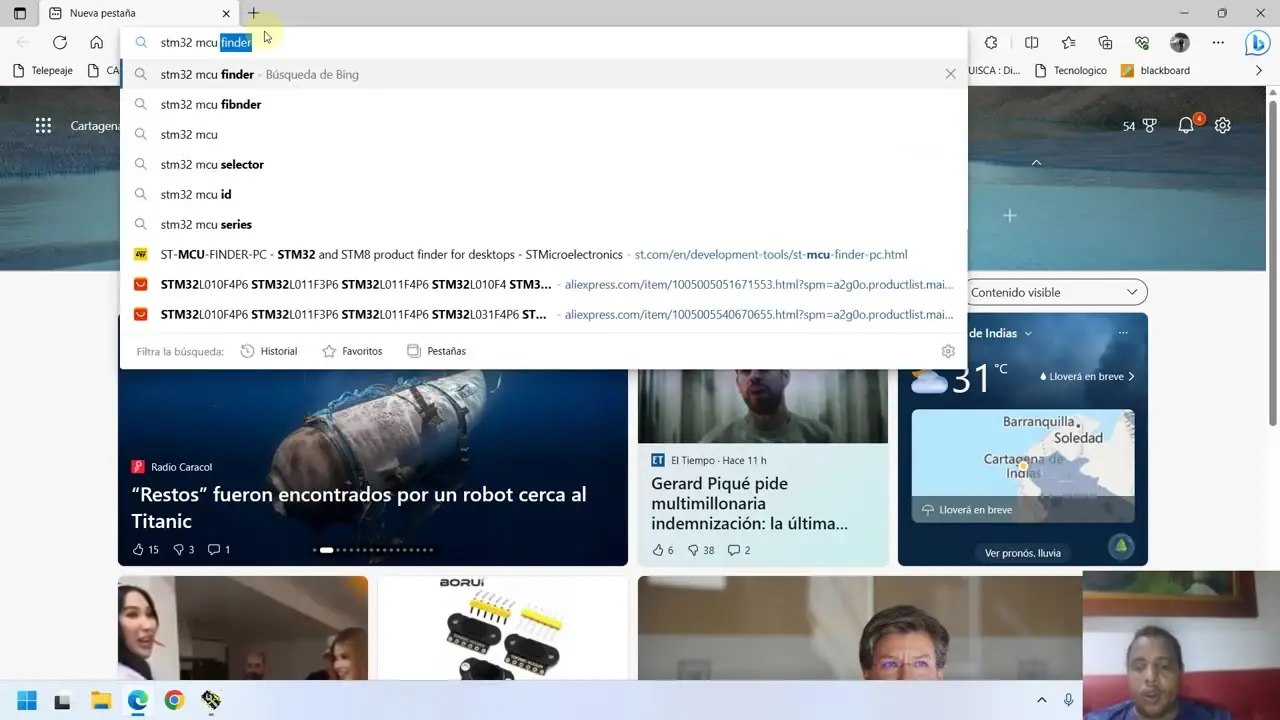 Nueva pestaña
stm32 mcu finder
stm32 mcu finder - Búsqueda de Bing
stm32 mcu fibnder
stm32 mcu
stm32 mcu selector
stm32 mcu id
stm32 mcu series
ST-MCU-FINDER-PC - STM32 and STM8 product finder for desktops - STMicroelectronics - st.com/en/development-tools/st-mcu-finder-pc.html
STM32L010F4P6 STM32L011F3P6 STM32L011F4P6 STM32L010F4 STM3... - aliexpress.com/item/1005005051671553.html?spm=a2g0o.productlist.mai...
STM32L010F4P6 STM32L011F3P6 STM32L011F4P6 STM32L031F4P6 ST... - aliexpress.com/item/1005005540670655.html?spm=a2g0o.productlist.mai...
Filtra la búsqueda: Historial Favoritos Pestañas
Telepeaje
CA
UISCA : Di...
Tecnologico
blackboard
Cartagena
54
4
Contenido visible
de Indias
31 °C
Lloverá en breve
Barranquilla
Soledad
Cartagena de
Indias
Lloverá en breve
Ver pronós. lluvia
Radio Caracol
“Restos” fueron encontrados por un robot cerca al
Titanic
15 3 1
El Tiempo · Hace 11 h
Gerard Piqué pide
multimillonaria
indemnización: la última...
6 38 2
BORUI